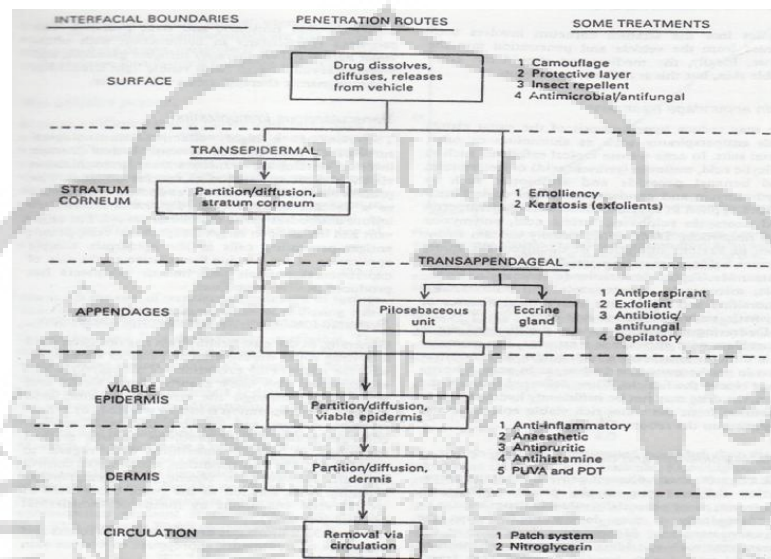 INTERFACIAL BOUNDARIES
PENETRATION ROUTES
SOME TREATMENTS
SURFACE
Drug dissolves,
diffuses, releases
from vehicle
1 Camouflage
2 Protective layer
3 Insect repellent
4 Antimicrobial/antifungal
TRANSEPIDERMAL
STRATUM
CORNEUM
Partition/diffusion,
stratum corneum
1 Emolliency
2 Keratosis (exfolients)
TRANSAPPENDAGEAL
APPENDAGES
Pilosebaceous
unit
Eccrine
gland
1 Antiperspirant
2 Exfolient
3 Antibiotic/
antifungal
4 Depilatory
VIABLE
EPIDERMIS
Partition/diffusion,
viable epidermis
1 Anti-inflammatory
2 Anaesthetic
3 Antipruritic
4 Antihistamine
5 PUVA and PDT
DERMIS
Partition/diffusion,
dermis
CIRCULATION
Removal via
circulation
1 Patch system
2 Nitroglycerin